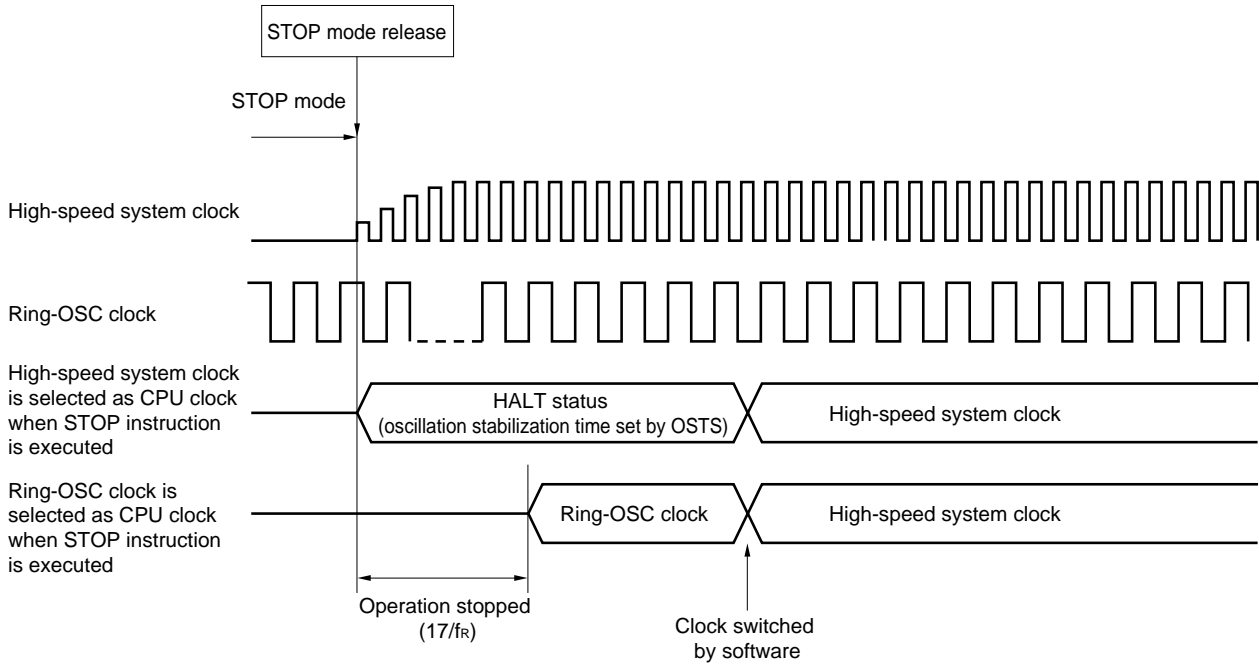 STOP mode release
STOP mode
High-speed system clock
Ring-OSC clock
High-speed system clock
is selected as CPU clock
when STOP instruction
is executed
HALT status
(oscillation stabilization time set by OSTS)
High-speed system clock
Ring-OSC clock is
selected as CPU clock
when STOP instruction
is executed
Ring-OSC clock
High-speed system clock
Operation stopped
(17/fR)
Clock switched
by software